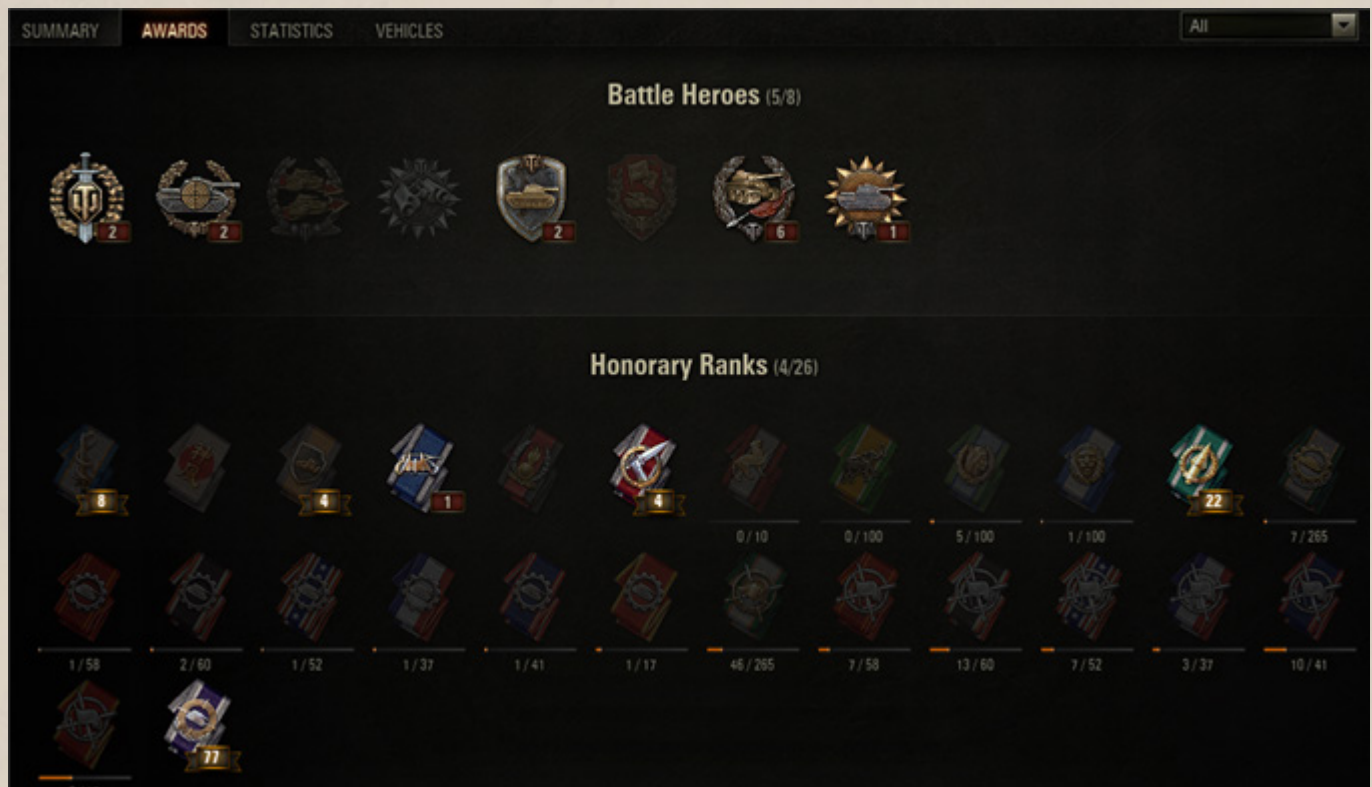 SUMMARY AWARDS STATISTICS VEHICLES All
Battle Heroes (5/8)
2 2 2 6 1
Honorary Ranks (4/26)
8 4 1 4 22
0 / 10 0 / 100 5 / 100 1 / 100 7 / 265
1 / 58 2 / 60 1 / 52 1 / 37 1 / 41 1 / 17 46 / 265 7 / 58 13 / 60 7 / 52 3 / 37 10 / 41
77